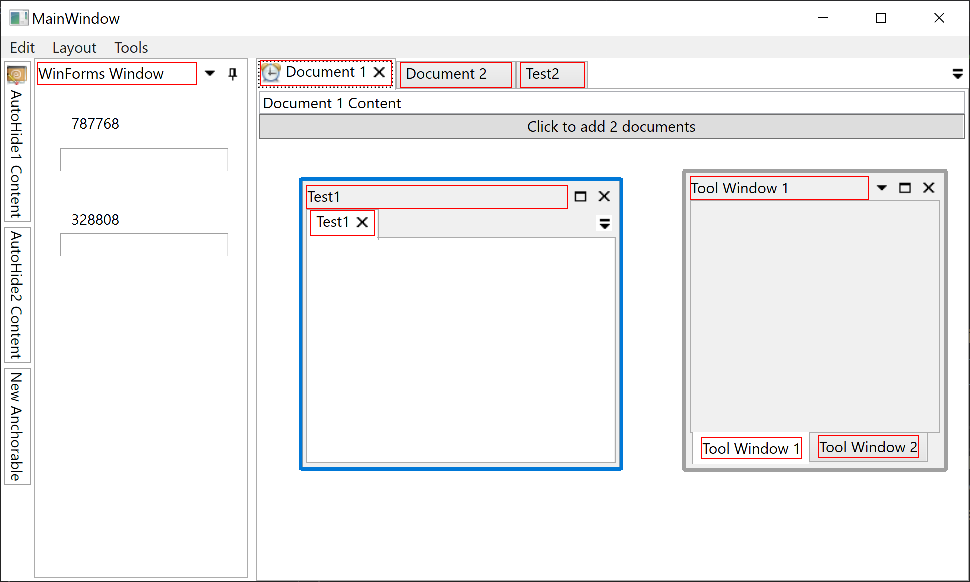 MainWindow
Edit Layout Tools
AutoHide1 Content
AutoHide2 Content
New Anchorable
WinForms Window
787768
328808
Document 1 Document 2 Test2
Document 1 Content
Click to add 2 documents
Test1
Test1
Tool Window 1
Tool Window 1 Tool Window 2